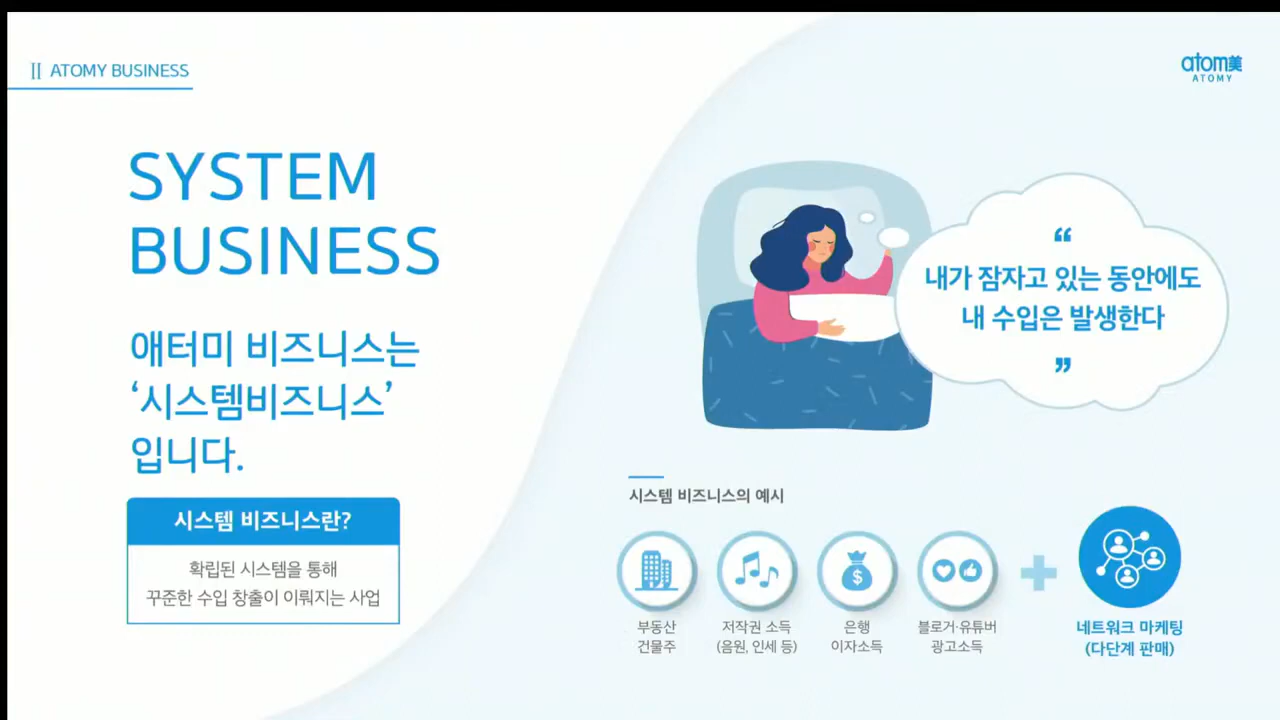 ][ ATOMY BUSINESS
atom美
ATOMY
SYSTEM
BUSINESS
애터미 비즈니스는
‘시스템비즈니스’
입니다.
시스템 비즈니스란?
확립된 시스템을 통해
꾸준한 수입 창출이 이뤄지는 사업
“
내가 잠자고 있는 동안에도
내 수입은 발생한다
”
시스템 비즈니스의 예시
$
부동산
건물주
저작권 소득
(음원, 인세 등)
은행
이자소득
블로거·유튜버
광고소득
네트워크 마케팅
(다단계 판매)